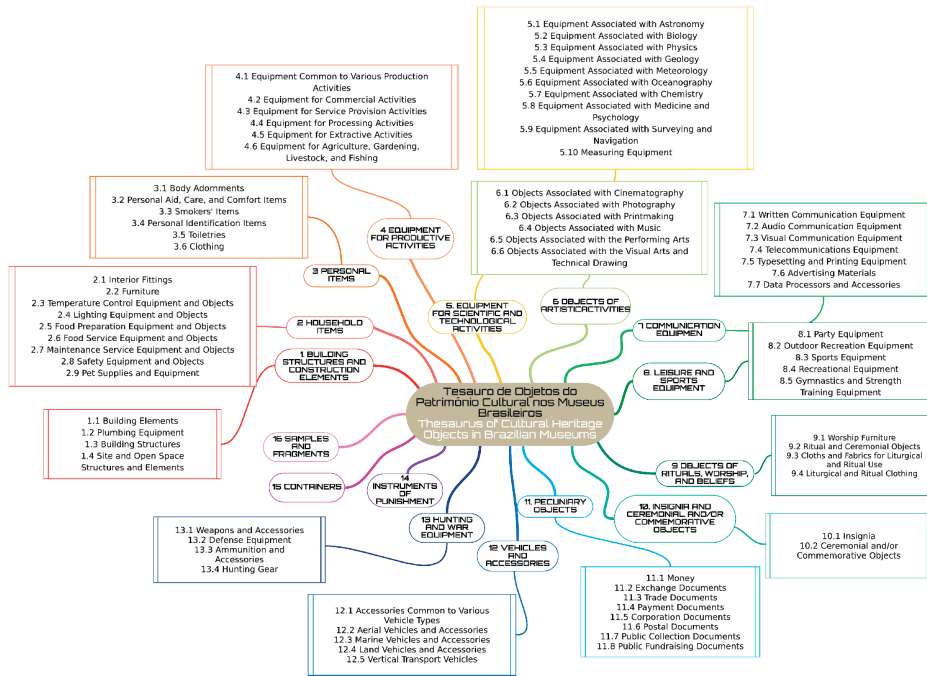 5.1 Equipment Associated with Astronomy
5.2 Equipment Associated with Biology
5.3 Equipment Associated with Physics
5.4 Equipment Associated with Geology
5.5 Equipment Associated with Meteorology
5.6 Equipment Associated with Oceanography
5.7 Equipment Associated with Chemistry
5.8 Equipment Associated with Medicine and
Psychology
5.9 Equipment Associated with Surveying and
Navigation
5.10 Measuring Equipment
4.1 Equipment Common to Various Production
Activities
4.2 Equipment for Commercial Activities
4.3 Equipment for Service Provision Activities
4.4 Equipment for Processing Activities
4.5 Equipment for Extractive Activities
4.6 Equipment for Agriculture, Gardening,
Livestock, and Fishing
3.1 Body Adornments
3.2 Personal Aid, Care, and Comfort Items
3.3 Smokers' Items
3.4 Personal Identification Items
3.5 Toiletries
3.6 Clothing
6.1 Objects Associated with Cinematography
6.2 Objects Associated with Photography
6.3 Objects Associated with Printmaking
6.4 Objects Associated with Music
6.5 Objects Associated with the Performing Arts
6.6 Objects Associated with the Visual Arts and
Technical Drawing
7.1 Written Communication Equipment
7.2 Audio Communication Equipment
7.3 Visual Communication Equipment
7.4 Telecommunications Equipment
7.5 Typesetting and Printing Equipment
7.6 Advertising Materials
7.7 Data Processors and Accessories
4 EQUIPMENT
FOR PRODUCTIVE
ACTIVITIES
3 PERSONAL
ITEMS
2.1 Interior Fittings
2.2 Furniture
2.3 Temperature Control Equipment and Objects
2.4 Lighting Equipment and Objects
2.5 Food Preparation Equipment and Objects
2.6 Food Service Equipment and Objects
2.7 Maintenance Service Equipment and Objects
2.8 Safety Equipment and Objects
2.9 Pet Supplies and Equipment
2 HOUSEHOLD
ITEMS
5. EQUIPMENT
FOR SCIENTIFIC AND
TECHNOLOGICAL
ACTIVITIES
6 OBJECTS OF
ARTISTICACTIVITIES
7 COMMUNICATION
EQUIPMEN
8.1 Party Equipment
8.2 Outdoor Recreation Equipment
8.3 Sports Equipment
8.4 Recreational Equipment
8.5 Gymnastics and Strength
Training Equipment
1. BUILDING
STRUCTURES AND
CONSTRUCTION
ELEMENTS
8. LEISURE AND
SPORTS
EQUIPMENT
Tesauro de Objetos do
Patrimônio Cultural nos Museus
Brasileiros
Thesaurus of Cultural Heritage
Objects in Brazilian Museums
1.1 Building Elements
1.2 Plumbing Equipment
1.3 Building Structures
1.4 Site and Open Space
Structures and Elements
16 SAMPLES
AND
FRAGMENTS
15 CONTAINERS
14
INSTRUMENTS
OF
PUNISHMENT
13 HUNTING
AND WAR
EQUIPMENT
12 VEHICLES
AND
ACCESSORIES
11. PECUNIARY
OBJECTS
10. INSIGNIA AND
CEREMONIAL AND/OR
COMMEMORATIVE
OBJECTS
9 OBJECTS OF
RITUALS, WORSHIP,
AND BELIEFS
9.1 Worship Furniture
9.2 Ritual and Ceremonial Objects
9.3 Cloths and Fabrics for Liturgical
and Ritual Use
9.4 Liturgical and Ritual Clothing
10.1 Insignia
10.2 Ceremonial and/or
Commemorative Objects
13.1 Weapons and Accessories
13.2 Defense Equipment
13.3 Ammunition and
Accessories
13.4 Hunting Gear
11.1 Money
11.2 Exchange Documents
11.3 Trade Documents
11.4 Payment Documents
11.5 Corporation Documents
11.6 Postal Documents
11.7 Public Collection Documents
11.8 Public Fundraising Documents
12.1 Accessories Common to Various
Vehicle Types
12.2 Aerial Vehicles and Accessories
12.3 Marine Vehicles and Accessories
12.4 Land Vehicles and Accessories
12.5 Vertical Transport Vehicles